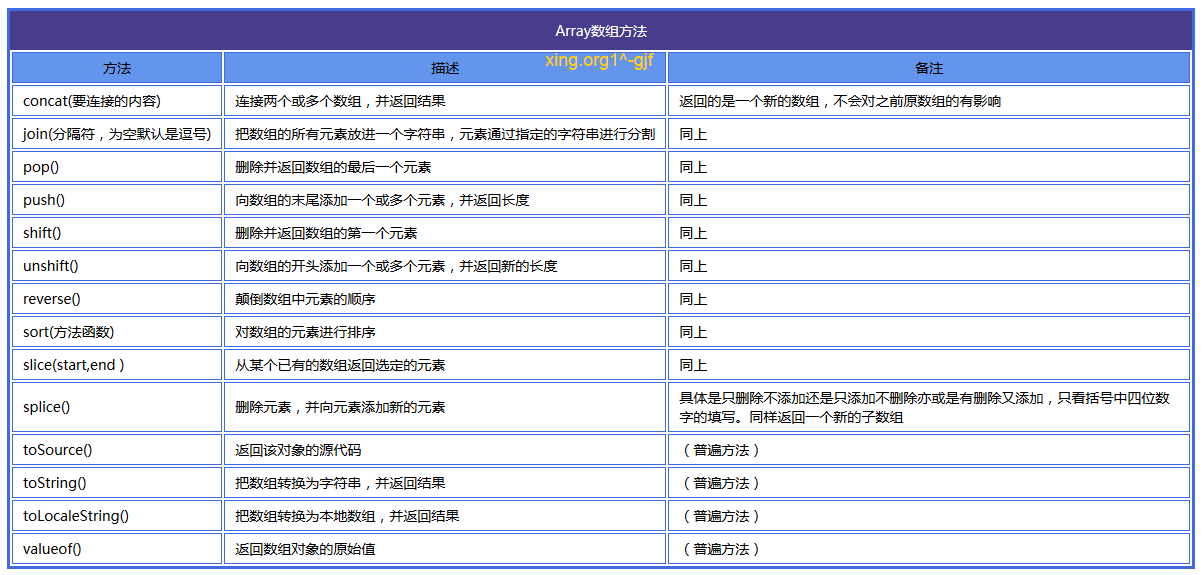 Array数组方法
xing.org1^-gjf
方法 描述 备注
concat(要连接的内容) 连接两个或多个数组，并返回结果 返回的是一个新的数组，不会对之前原数组的有影响
join(分隔符，为空默认是逗号) 把数组的所有元素放进一个字符串，元素通过指定的字符串进行分割 同上
pop() 删除并返回数组的最后一个元素 同上
push() 向数组的末尾添加一个或多个元素，并返回长度 同上
shift() 删除并返回数组的第一个元素 同上
unshift() 向数组的开头添加一个或多个元素，并返回新的长度 同上
reverse() 颠倒数组中元素的顺序 同上
sort(方法函数) 对数组的元素进行排序 同上
slice(start,end ) 从某个已有的数组返回选定的元素 同上
splice() 删除元素，并向元素添加新的元素 具体是只删除不添加还是只添加不删除亦或是有删除又添加，只看括号中四位数
字的填写。同样返回一个新的子数组
toSource() 返回该对象的源代码 （普遍方法）
toString() 把数组转换为字符串，并返回结果 （普遍方法）
toLocaleString() 把数组转换为本地数组，并返回结果 （普遍方法）
valueof() 返回数组对象的原始值 （普遍方法）